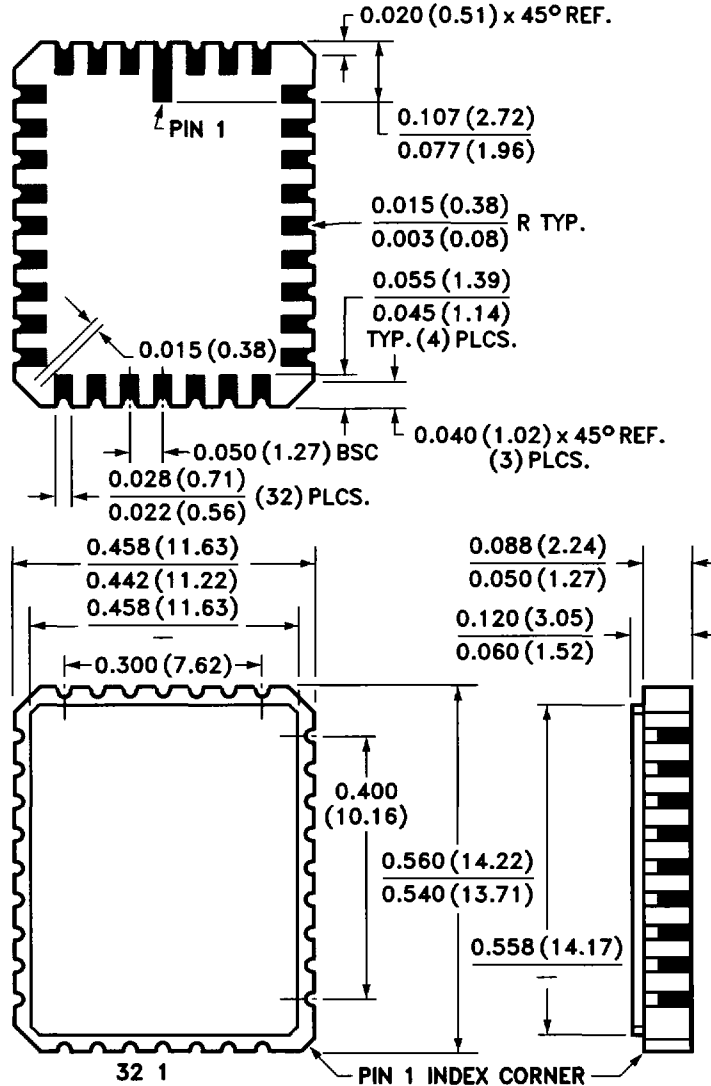 0.020 (0.51) x 45° REF.
PIN 1
0.107 (2.72)
0.077 (1.96)
0.015 (0.38) R TYP.
0.003 (0.08)
0.055 (1.39)
0.045 (1.14)
TYP. (4) PLCS.
0.015 (0.38)
0.040 (1.02) x 45° REF.
(3) PLCS.
0.050 (1.27) BSC
0.028 (0.71) (32) PLCS.
0.022 (0.56)
0.458 (11.63)
0.442 (11.22)
0.458 (11.63)
—
0.300 (7.62)
0.088 (2.24)
0.050 (1.27)
0.120 (3.05)
0.060 (1.52)
0.400
(10.16)
0.560 (14.22)
0.540 (13.71)
0.558 (14.17)
—
32 1
PIN 1 INDEX CORNER